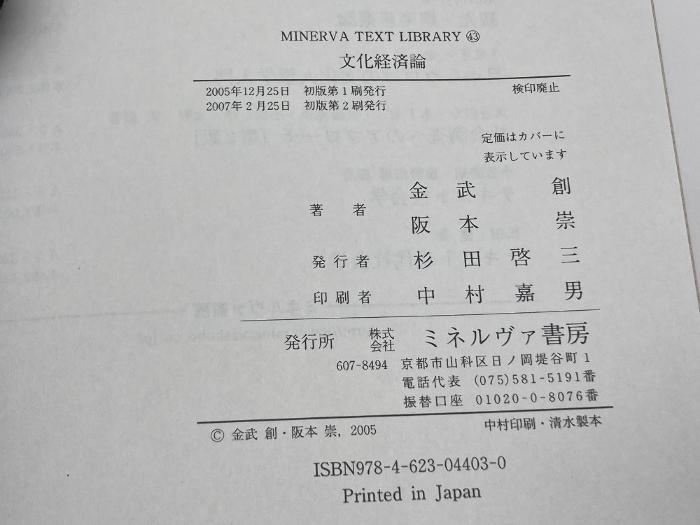 MINERVA TEXT LIBRARY ㊸
文化経済論
2005年12月25日 初版第1刷発行 検印廃止
2007年2月25日 初版第2刷発行
定価はカバーに
表示しています
著者 金武 創
阪本 崇
発行者 杉田啓三
印刷者 中村嘉男
発行所 株式会社 ミネルヴァ書房
607-8494 京都市山科区日ノ岡堤谷町1
電話代表 (075)581-5191番
振替口座 01020-0-8076番
© 金武 創・阪本 崇, 2005 中村印刷・清水製本
ISBN978-4-623-04403-0
Printed in Japan